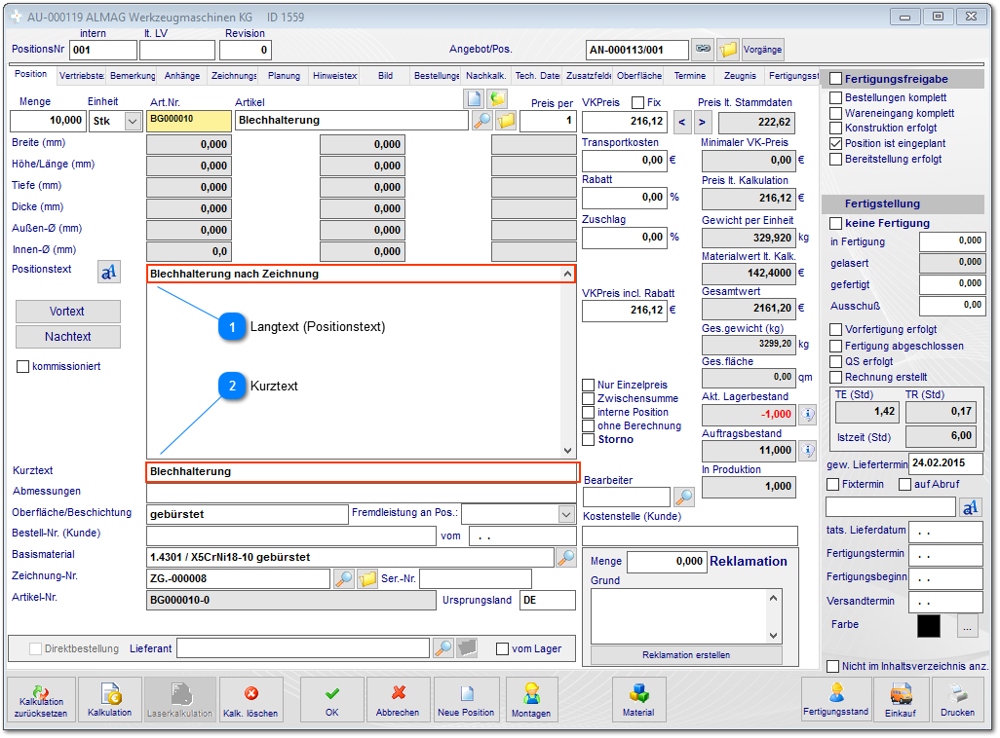 AU-000119 ALMAG Werkzeugmaschinen KG ID 1559
intern lt. LV Revision
PositionsNr 001 0 Angebot/Pos. AN-000113/001 Vorgänge
Position Vertriebste Bemerkung Anhänge Zeichnungs Planung Hinweistex Bild Bestellunge Nachkalk. Tech. Date Zusatzfelde Oberfläche Termine Zeugnis Fertigungsst
Menge Einheit Art.Nr. Artikel Preis per VKPreis Fix Preis lt. Stammdaten
10,000 Stk BG000010 Blechhalterung 1 216,12 < > 222,62
Breite (mm) 0,000 0,000
Höhe/Länge (mm) 0,000 0,000
Tiefe (mm) 0,000 0,000
Dicke (mm) 0,000 0,000
Außen-Ø (mm) 0,000 0,000
Innen-Ø (mm) 0,0 0,000
Transportkosten
0,00 €
Rabatt
0,00 %
Zuschlag
0,00 %
VKPreis incl. Rabatt
216,12 €
Minimaler VK-Preis
0,00 €
Preis lt. Kalkulation
216,12 €
Gewicht per Einheit
329,920 kg
Materialwert lt. Kalk.
142,4000 €
Gesamtwert
2161,20 €
Ges.gewicht (kg)
3299,20 kg
Ges.fläche
0,00 qm
Akt. Lagerbestand
-1,000
Auftragsbestand
11,000
In Produktion
1,000
Positionstext aA Blechhalterung nach Zeichnung
Vortext
Nachtext
kommissioniert
1 Langtext (Positionstext)
2 Kurztext
Nur Einzelpreis
Zwischensumme
interne Position
ohne Berechnung
Storno
Kurztext Blechhalterung
Abmessungen
Oberfläche/Beschichtung gebürstet Fremdleistung an Pos.:
Bestell-Nr. (Kunde) vom . .
Basismaterial 1.4301 / X5CrNi18-10 gebürstet
Zeichnung-Nr. ZG.-000008 Ser.-Nr.
Artikel-Nr. BG000010-0 Ursprungsland DE
Direktbestellung Lieferant vom Lager
Bearbeiter
Kostenstelle (Kunde)
Menge 0,000 Reklamation
Grund
Reklamation erstellen
Fertigungsfreigabe
Bestellungen komplett
Wareneingang komplett
Konstruktion erfolgt
Position ist eingeplant
Bereitstellung erfolgt
Fertigstellung
keine Fertigung
in Fertigung 0,000
gelasert 0,000
gefertigt 0,000
Ausschuß 0,00
Vorfertigung erfolgt
Fertigung abgeschlossen
QS erfolgt
Rechnung erstellt
TE (Std) TR (Std)
1,42 0,17
Istzeit (Std) 6,00
gew. Liefertermin 24.02.2015
Fixtermin auf Abruf
aA
tats. Lieferdatum . .
Fertigungstermin . .
Fertigungsbeginn . .
Versandtermin . .
Farbe ...
Nicht im Inhaltsverzeichnis anz.
Kalkulation zurücksetzen Kalkulation Laserkalkulation Kalk. löschen OK Abbrechen Neue Position Montagen Material Fertigungsstand Einkauf Drucken